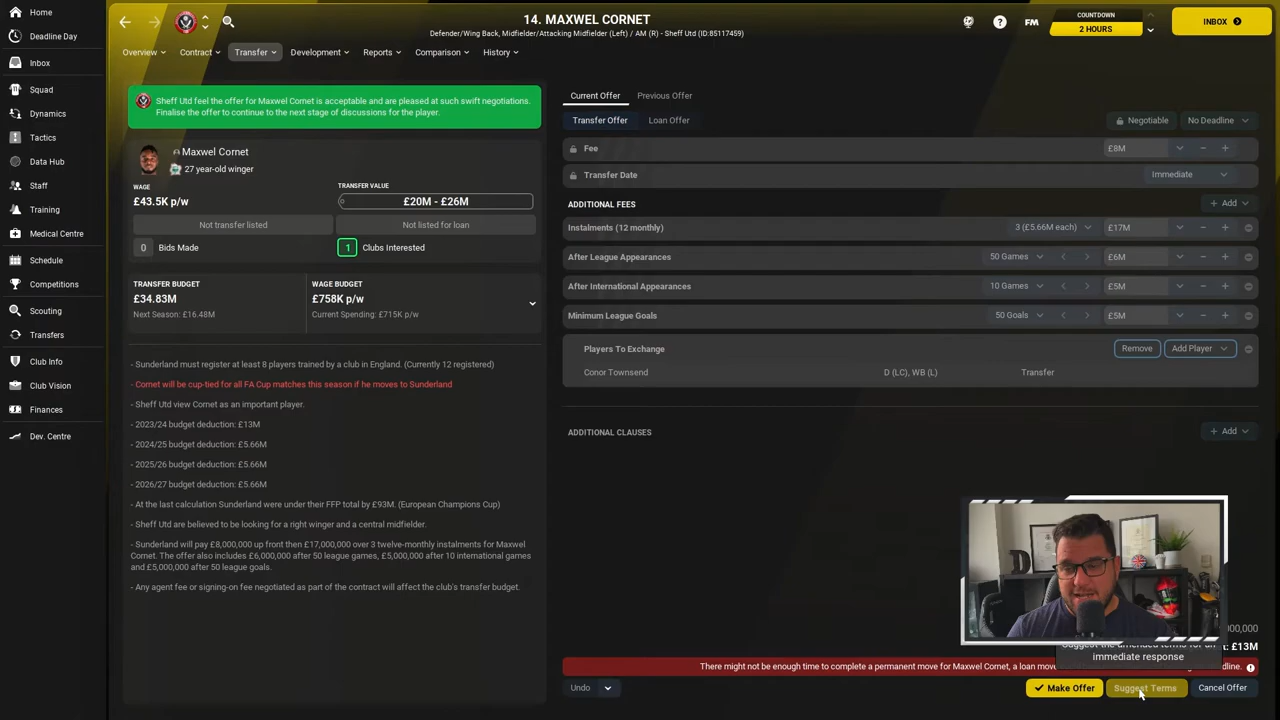 Home
Deadline Day
Inbox
Squad
Dynamics
Tactics
Data Hub
Staff
Training
Medical Centre
Schedule
Competitions
Scouting
Transfers
Club Info
Club Vision
Finances
Dev. Centre
14. MAXWEL CORNET
Defender/Wing Back, Midfielder/Attacking Midfielder (Left) / AM (R) - Sheff Utd (ID:85117459)
FM
COUNTDOWN
2 HOURS
INBOX
Overview
Contract
Transfer
Development
Reports
Comparison
History
Sheff Utd feel the offer for Maxwel Cornet is acceptable and are pleased at such swift negotiations.
Finalise the offer to continue to the next stage of discussions for the player.
Maxwel Cornet
27 year-old winger
WAGE
£43.5K p/w
TRANSFER VALUE
£20M - £26M
Not transfer listed
Not listed for loan
0 Bids Made
1 Clubs Interested
TRANSFER BUDGET
£34.83M
Next Season: £16.48M
WAGE BUDGET
£758K p/w
Current Spending: £715K p/w
- Sunderland must register at least 8 players trained by a club in England. (Currently 12 registered)
- Cornet will be cup-tied for all FA Cup matches this season if he moves to Sunderland
- Sheff Utd view Cornet as an important player.
- 2023/24 budget deduction: £13M
- 2024/25 budget deduction: £5.66M
- 2025/26 budget deduction: £5.66M
- 2026/27 budget deduction: £5.66M
- At the last calculation Sunderland were under their FFP total by £93M. (European Champions Cup)
- Sheff Utd are believed to be looking for a right winger and a central midfielder.
- Sunderland will pay £8,000,000 up front then £17,000,000 over 3 twelve-monthly instalments for Maxwel
Cornet. The offer also includes £6,000,000 after 50 league games, £5,000,000 after 10 international games
and £5,000,000 after 50 league goals.
- Any agent fee or signing-on fee negotiated as part of the contract will affect the club's transfer budget.
Current Offer
Previous Offer
Transfer Offer
Loan Offer
Negotiable
No Deadline
Fee £8M
Transfer Date Immediate
ADDITIONAL FEES
+ Add
Instalments (12 monthly) 3 (£5.66M each) £17M
After League Appearances 50 Games £6M
After International Appearances 10 Games £5M
Minimum League Goals 50 Goals £5M
Players To Exchange Remove Add Player
Conor Townsend D (LC), WB (L) Transfer
ADDITIONAL CLAUSES
+ Add
D
000,000
Suggest the amended terms for an
immediate response
t: £13M
There might not be enough time to complete a permanent move for Maxwel Cornet, a loan move
Undo
Make Offer
Suggest Terms
Cancel Offer